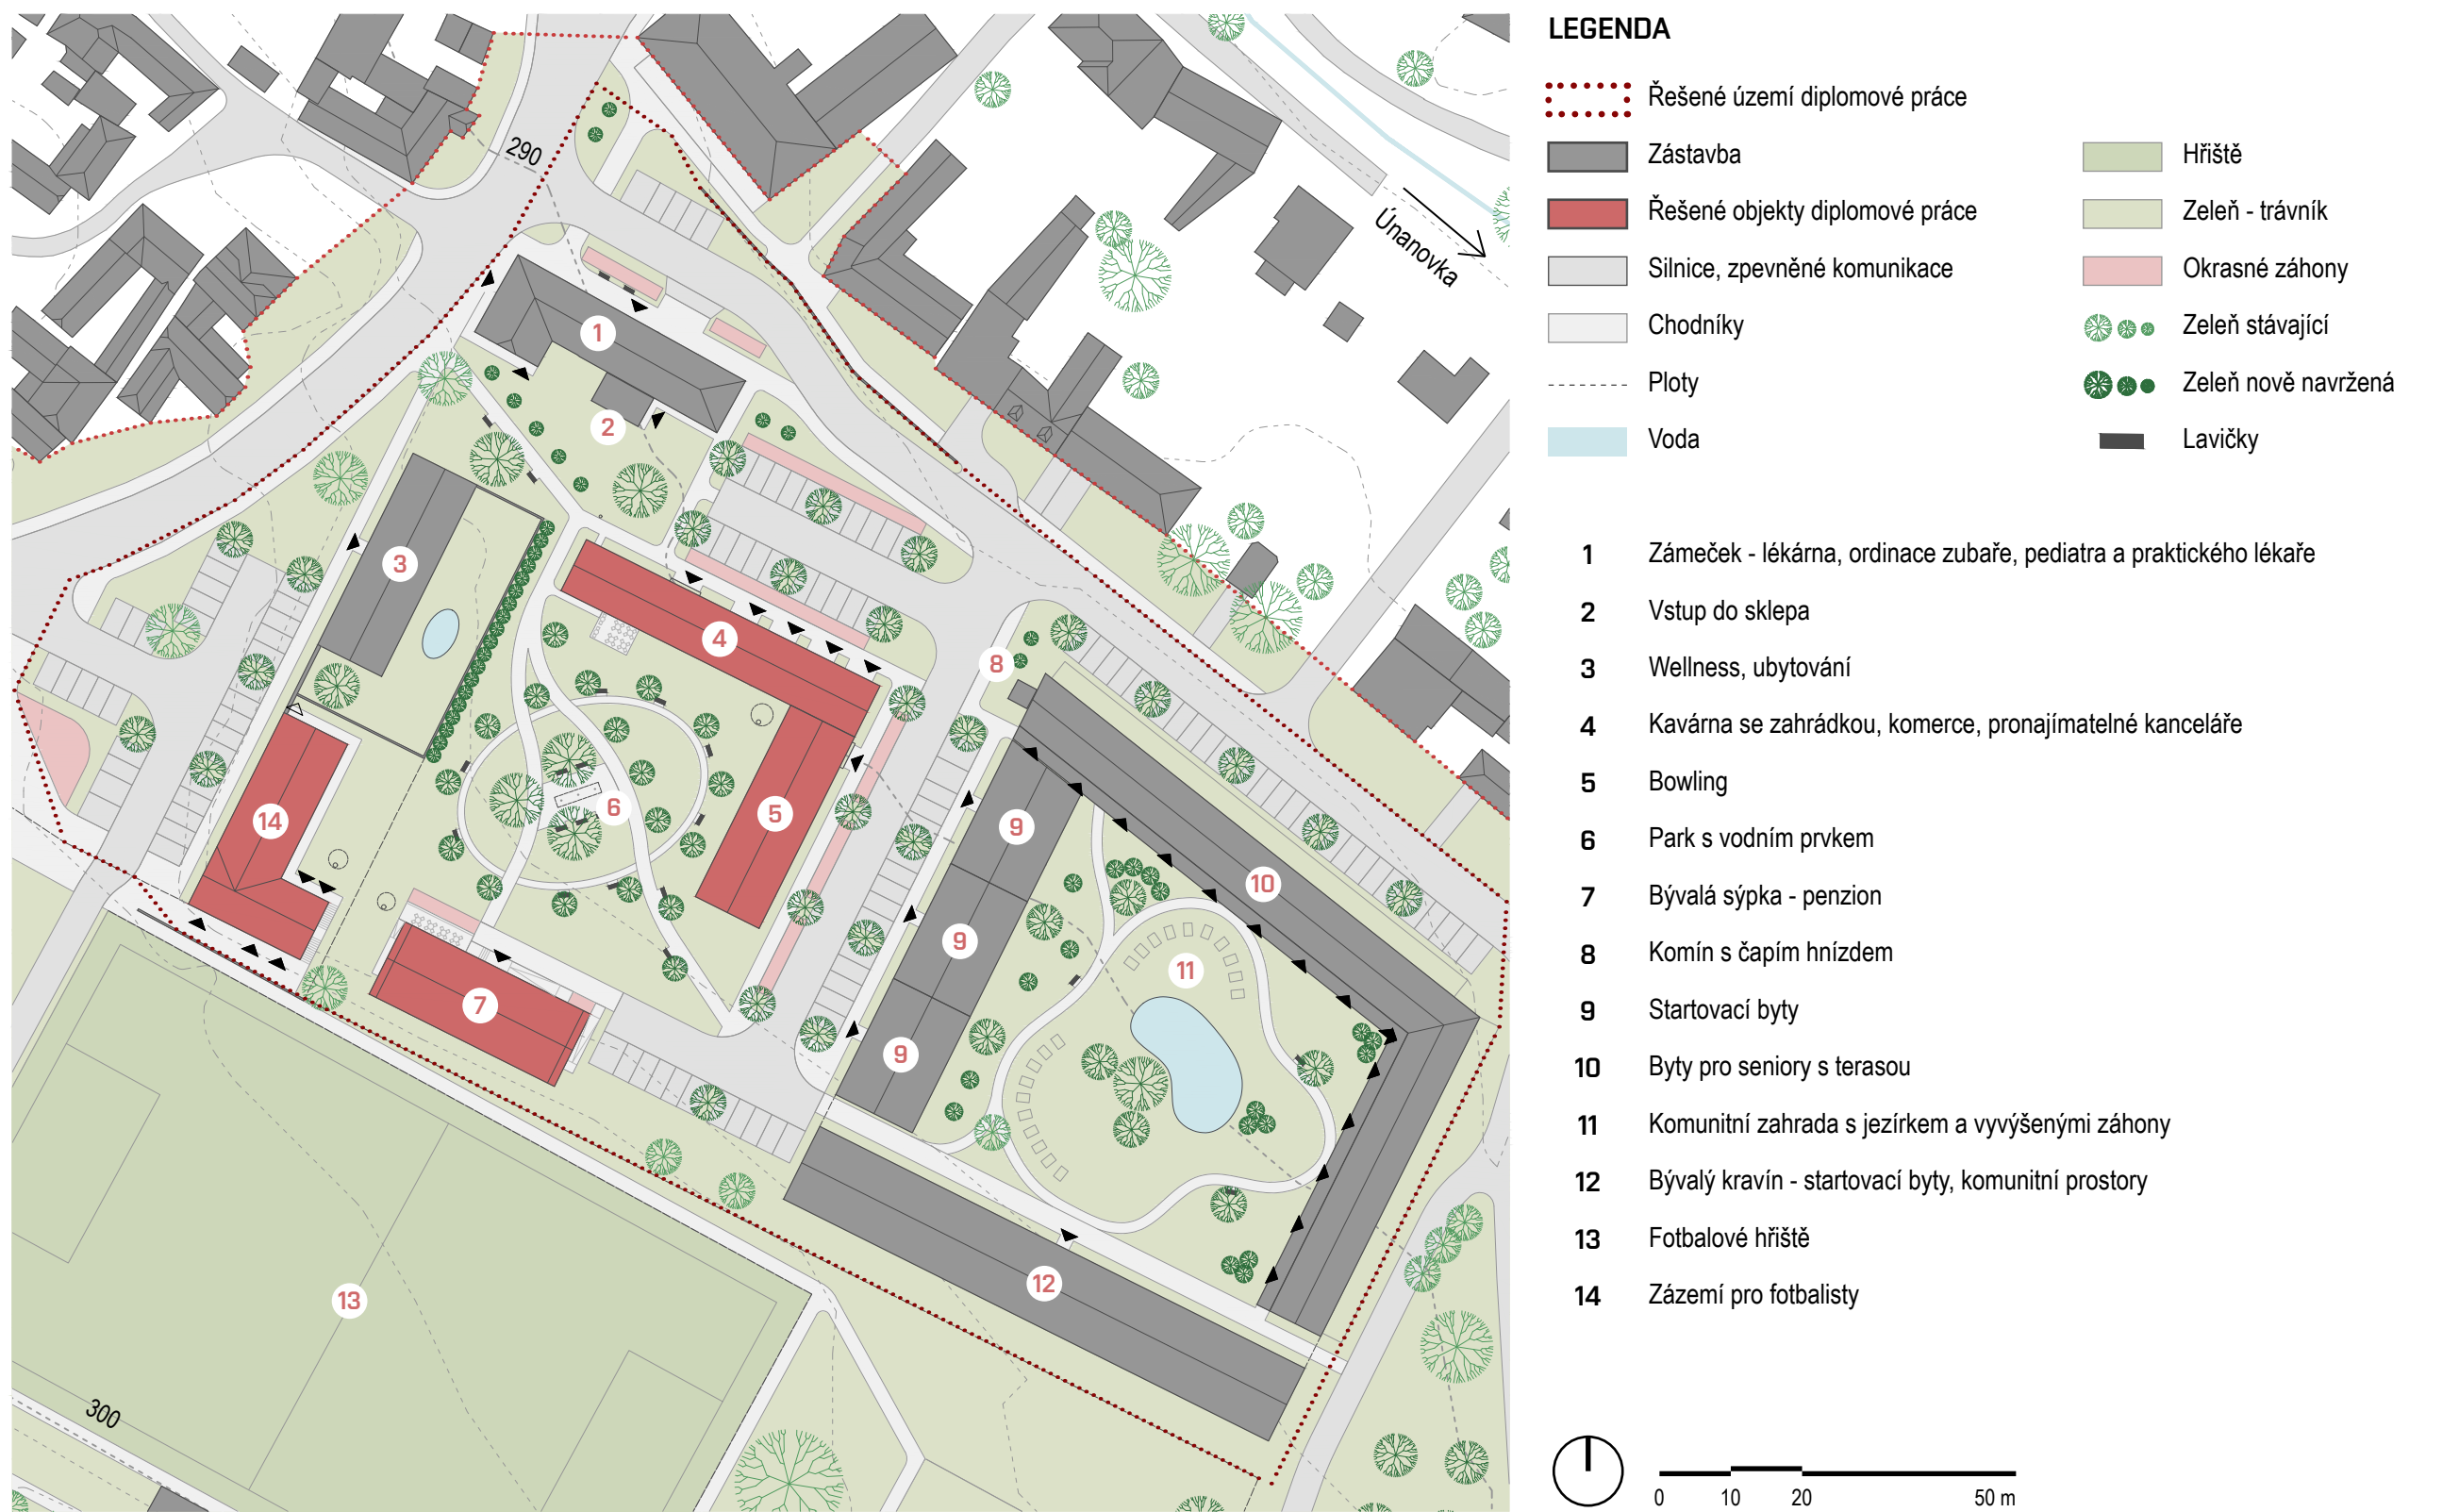 LEGENDA
Řešené území diplomové práce
Zástavba
Řešené objekty diplomové práce
Silnice, zpevněné komunikace
Chodníky
Ploty
Voda
Hřiště
Zeleň - trávník
Okrasné záhony
Zeleň stávající
Zeleň nově navržená
Lavičky
1 Zámeček - lékárna, ordinace zubaře, pediatra a praktického lékaře
2 Vstup do sklepa
3 Wellness, ubytování
4 Kavárna se zahrádkou, komerce, pronajímatelné kanceláře
5 Bowling
6 Park s vodním prvkem
7 Bývalá sýpka - penzion
8 Komín s čapím hnízdem
9 Startovací byty
10 Byty pro seniory s terasou
11 Komunitní zahrada s jezírkem a vyvýšenými záhony
12 Bývalý kravín - startovací byty, komunitní prostory
13 Fotbalové hřiště
14 Zázemí pro fotbalisty
0 10 20 50 m
290
Únanovka
1
2
3
4
8
14
6
5
9
10
9
11
7
9
12
13
300